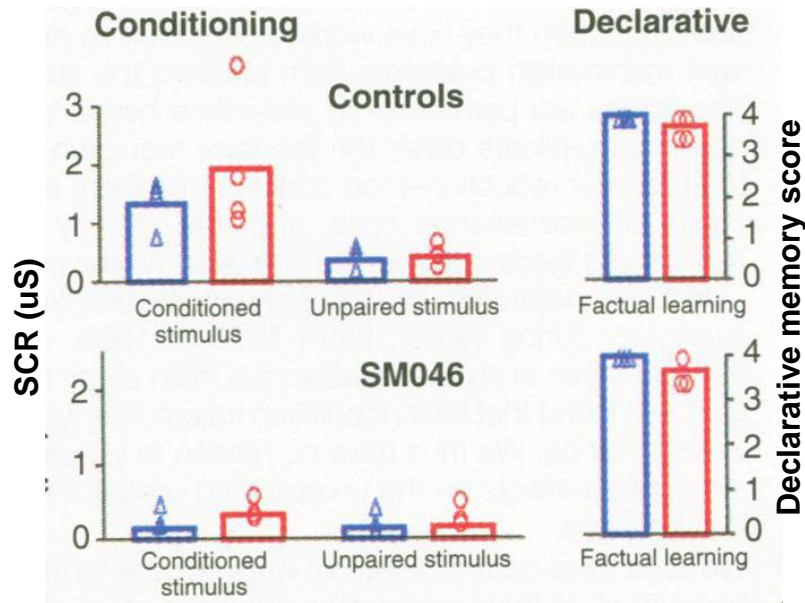 Conditioning
Declarative
Controls
3
2
1
0
4
3
2
1
0
Conditioned
stimulus
Unpaired stimulus
Factual learning
SM046
2
1
0
4
3
2
1
0
Conditioned
stimulus
Unpaired stimulus
Factual learning
SCR (uS)
Declarative memory score